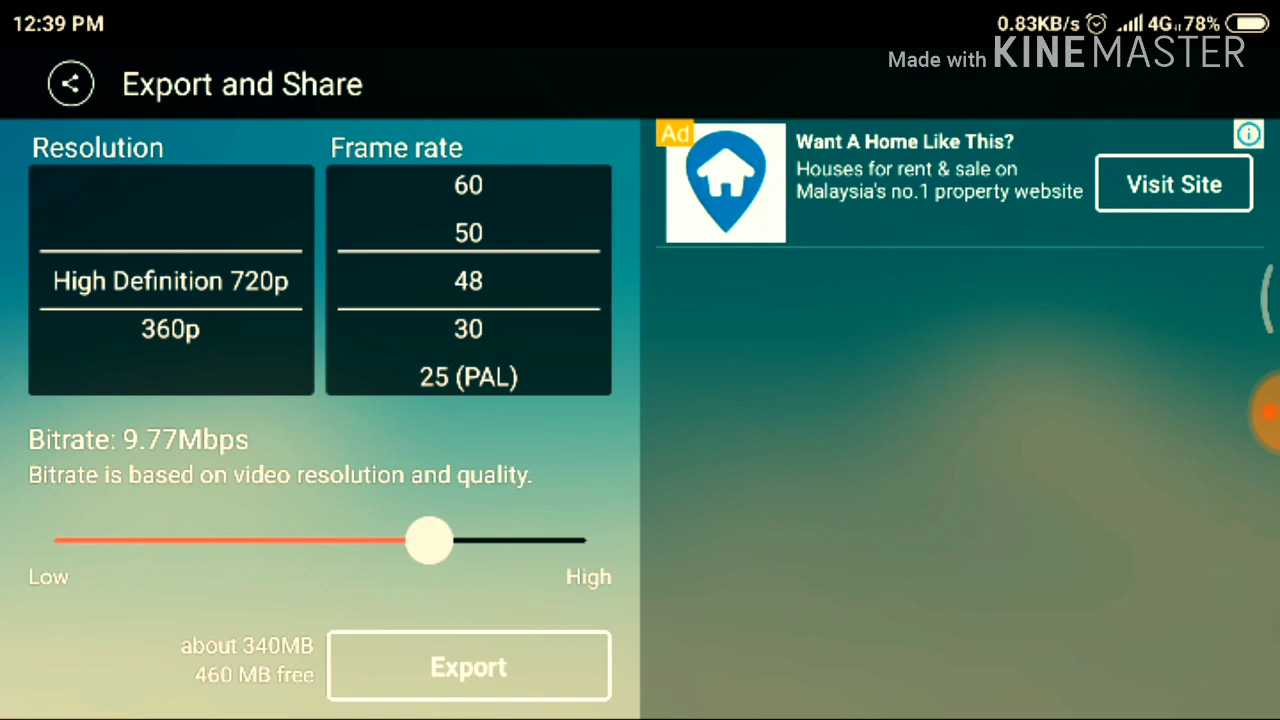 12:39 PM
0.83KB/s 4G 78%
Made with KINEMASTER
Export and Share
Resolution
Frame rate
60
50
High Definition 720p
48
360p
30
25 (PAL)
Bitrate: 9.77Mbps
Bitrate is based on video resolution and quality.
Low
High
about 340MB
460 MB free
Export
Ad
Want A Home Like This?
Houses for rent & sale on
Malaysia's no.1 property website
Visit Site